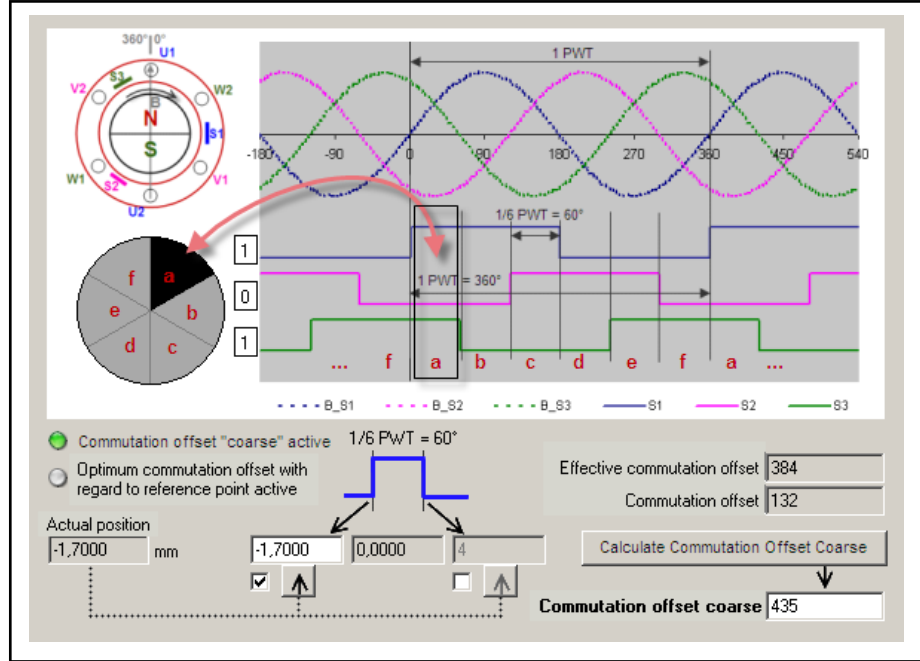 360° 0°
U1
S3
V2
W2
B
N
S1
S
W1
S2
V1
U2
1 PWT
-180 -90 0 90 180 270 360 450 540
1/6 PWT = 60°
1 PWT = 360°
1
0
1
f a
e b
d c
... f a b c d e f a ...
B_S1 B_S2 B_S3 S1 S2 S3
Commutation offset "coarse" active
1/6 PWT = 60°
Optimum commutation offset with
regard to reference point active
Effective commutation offset 384
Commutation offset 132
Actual position
-1,7000 mm -1,7000 0,0000 4
Calculate Commutation Offset Coarse
Commutation offset coarse 435